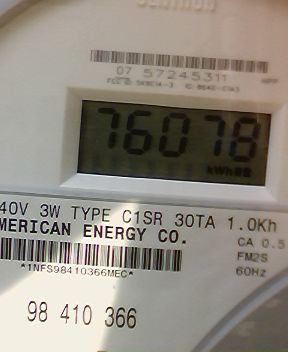 07 57245311
76078
kWh
40V 3W TYPE C1SR 30TA 1.0Kh
MERICAN ENERGY CO.
CA 0.5
*1NFS98410366MEC*
FM2S
60Hz
98 410 366